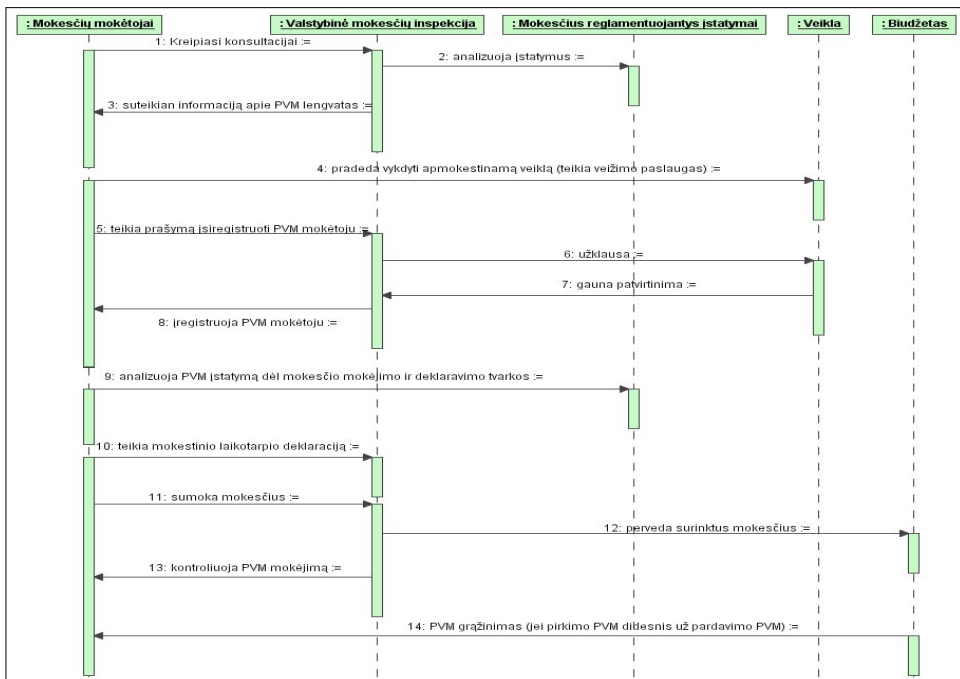 : Mokesčių mokėtojai
: Valstybinė mokesčių inspekcija
: Mokesčius reglamentuojantys įstatymai
: Veikla
: Biudžetas
1: Kreipiasi konsultacijai :=
2: analizuoja įstatymus :=
3: suteikian informaciją apie PVM lengvatas :=
4: pradeda vykdyti apmokestinamą veiklą (teikia vežimo paslaugas) :=
5: teikia prašymą įsiregistruoti PVM mokėtoju :=
6: užklausa :=
7: gauna patvirtinima :=
8: įregistruoja PVM mokėtoju :=
9: analizuoja PVM įstatymą dėl mokesčio mokėjimo ir deklaravimo tvarkos :=
10: teikia mokestinio laikotarpio deklaraciją :=
11: sumoka mokesčius :=
12: perveda surinktus mokesčius :=
13: kontroliuoja PVM mokėjimą :=
14: PVM grąžinimas (jei pirkimo PVM didesnis už pardavimo PVM) :=